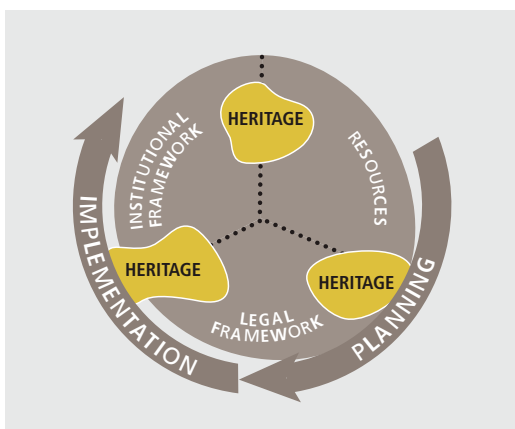 HERITAGE
INSTITUTIONAL
FRAMEWORK
RESOURCES
IMPLEMENTATION
HERITAGE
HERITAGE
LEGAL
FRAMEWORK
PLANNING